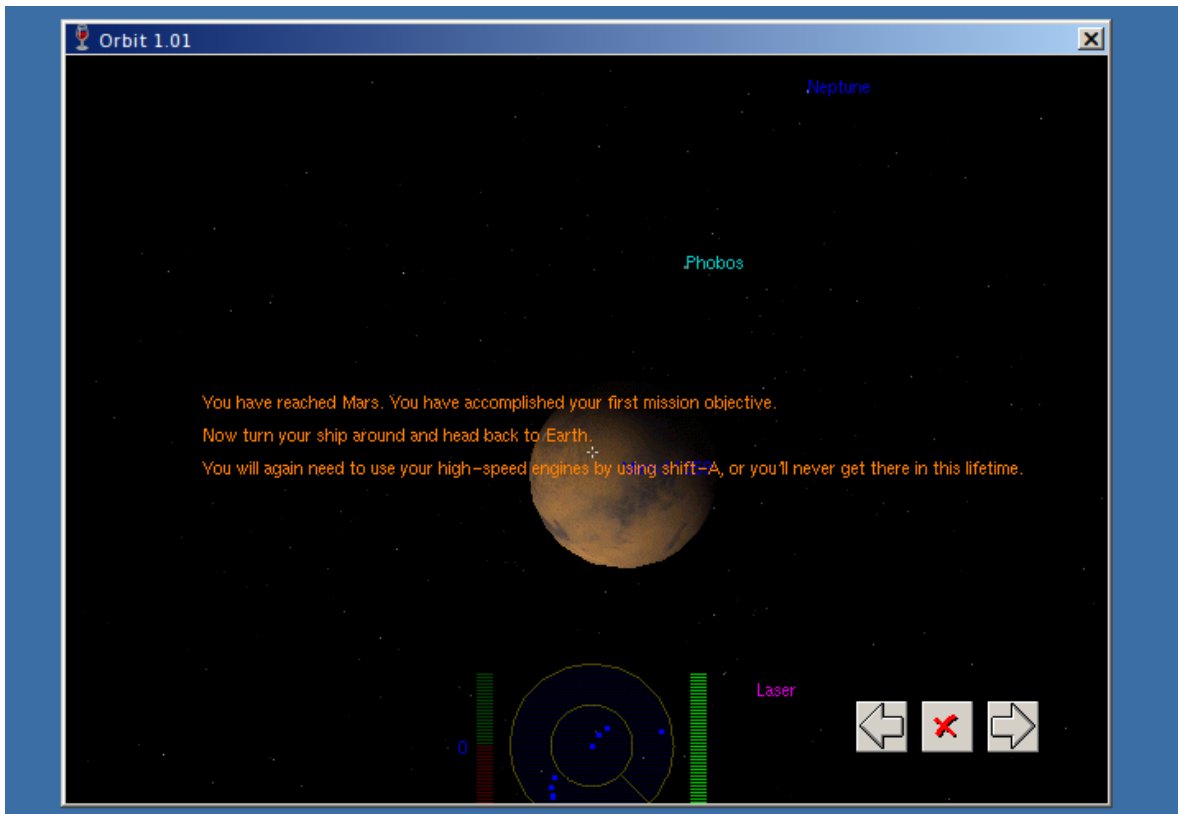 Orbit 1.01
Neptune
Phobos
You have reached Mars. You have accomplished your first mission objective.
Now turn your ship around and head back to Earth.
You will again need to use your high-speed engines by using shift-A, or you'll never get there in this lifetime.
Laser
0